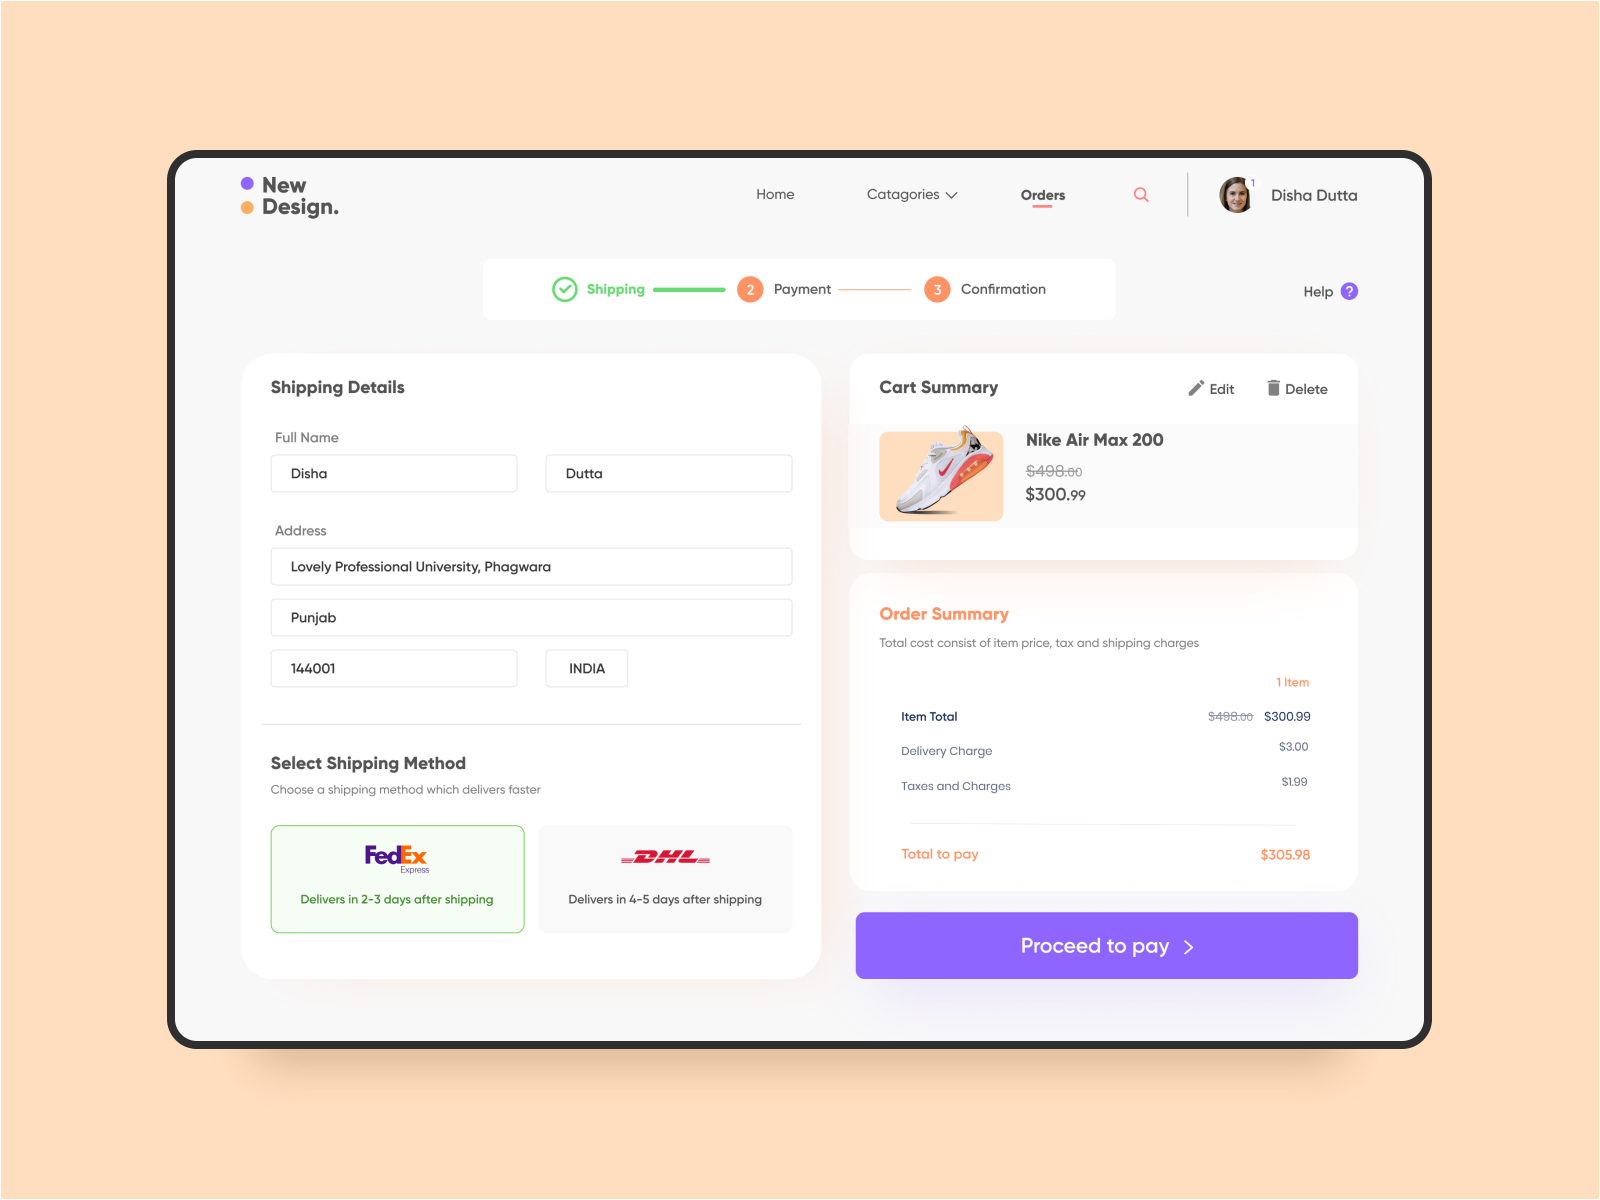 New
Design.
Home
Catagories
Orders
1
Disha Dutta
Shipping
2
Payment
3
Confirmation
Help ?
Shipping Details
Full Name
Disha
Dutta
Address
Lovely Professional University, Phagwara
Punjab
144001
INDIA
Select Shipping Method
Choose a shipping method which delivers faster
FedEx
Express
Delivers in 2-3 days after shipping
DHL
Delivers in 4-5 days after shipping
Cart Summary
Edit
Delete
Nike Air Max 200
$498.00
$300.99
Order Summary
Total cost consist of item price, tax and shipping charges
1 Item
Item Total $498.00 $300.99
Delivery Charge $3.00
Taxes and Charges $1.99
Total to pay $305.98
Proceed to pay